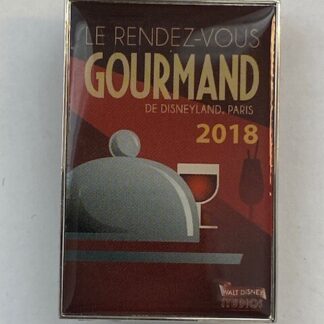 LE RENDEZ-VOUS
GOURMAND
DE DISNEYLAND PARIS
2018
WALT DISNEY
STUDIOS